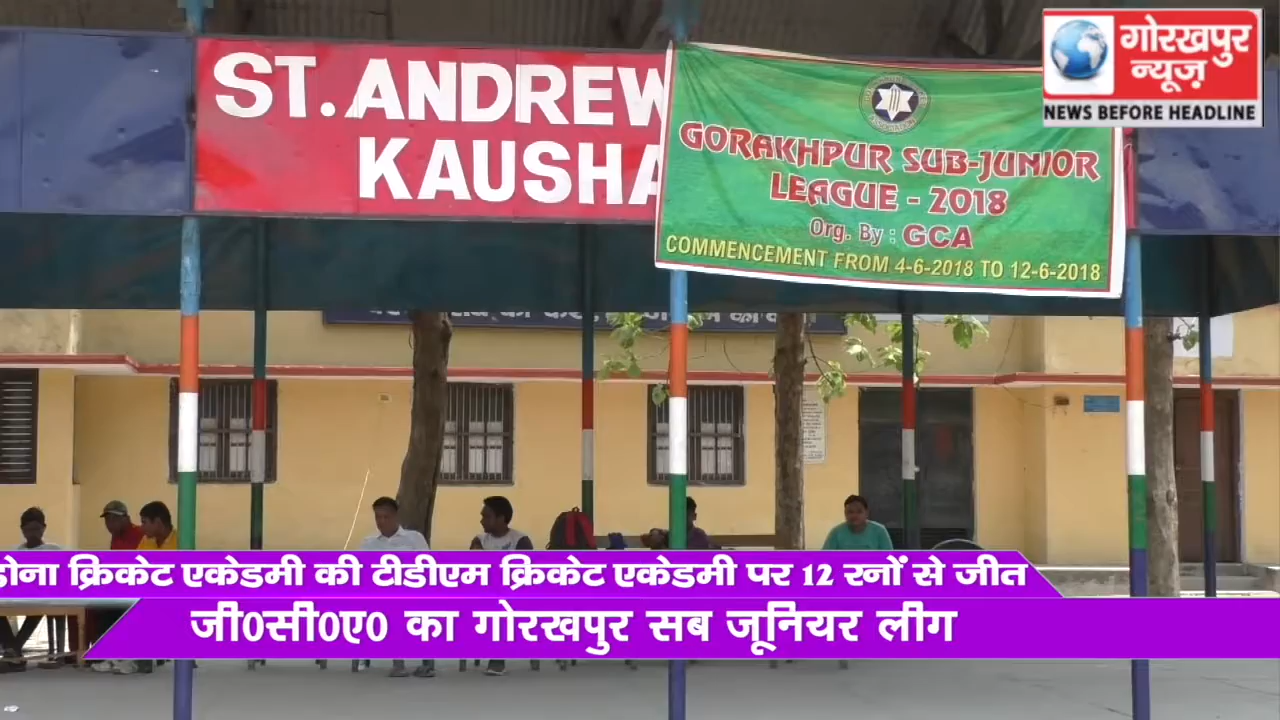 ST. ANDREW
KAUSHA
GORAKHPUR SUB-JUNIOR
LEAGUE - 2018
Org. By : GCA
COMMENCEMENT FROM 4-6-2018 TO 12-6-2018
गोरखपुर
न्यूज़
NEWS BEFORE HEADLINE
क्रिकेट एकेडमी की टीडीएम क्रिकेट एकेडमी पर 12 रनों से जीत
जी0सी0ए0 का गोरखपुर सब जूनियर लीग